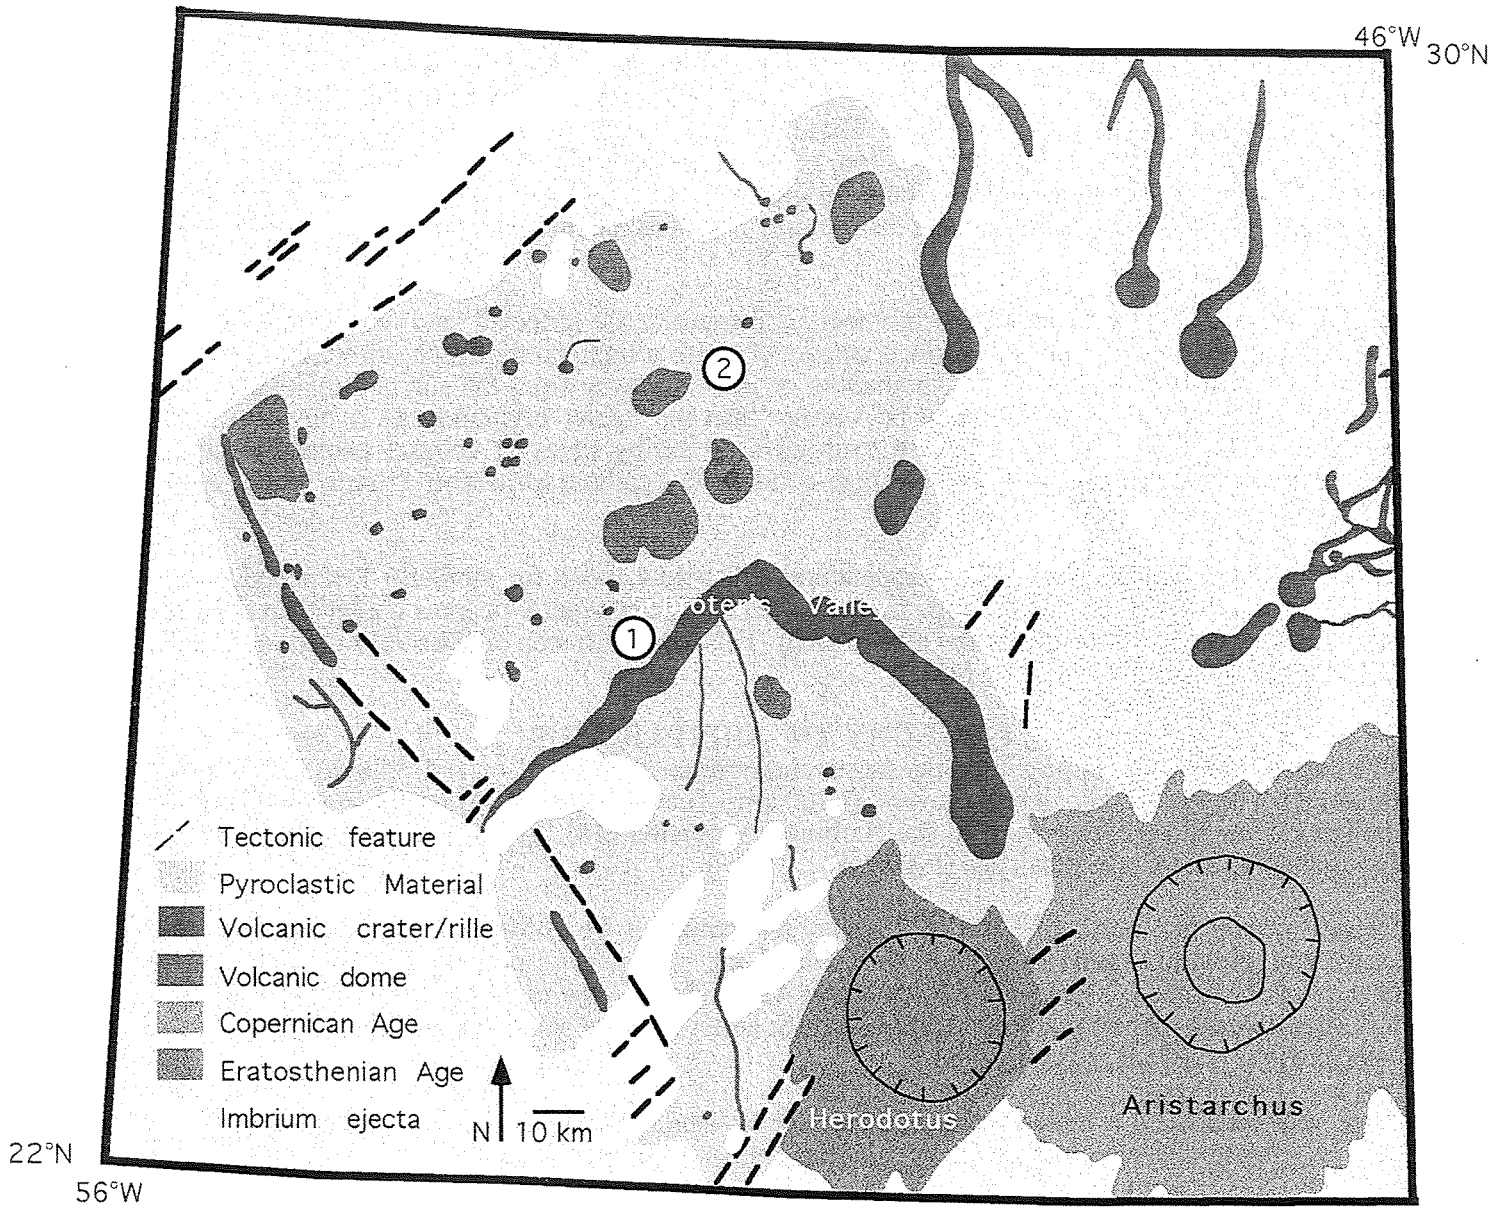 46°W
30°N
2
Schroter's Valley
1
Tectonic feature
Pyroclastic Material
Volcanic crater/rille
Volcanic dome
Copernican Age
Eratosthenian Age
Imbrium ejecta
N 10 km
Herodotus
Aristarchus
22°N
56°W